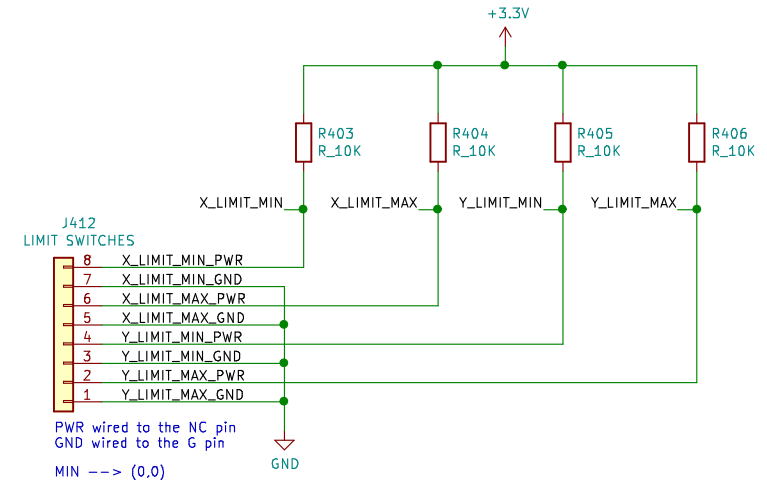 +3.3V
R403
R_10K
R404
R_10K
R405
R_10K
R406
R_10K
X_LIMIT_MIN
X_LIMIT_MAX
Y_LIMIT_MIN
Y_LIMIT_MAX
J412
LIMIT SWITCHES
8 X_LIMIT_MIN_PWR
7 X_LIMIT_MIN_GND
6 X_LIMIT_MAX_PWR
5 X_LIMIT_MAX_GND
4 Y_LIMIT_MIN_PWR
3 Y_LIMIT_MIN_GND
2 Y_LIMIT_MAX_PWR
1 Y_LIMIT_MAX_GND
PWR wired to the NC pin
GND wired to the G pin
MIN --> (0,0)
GND